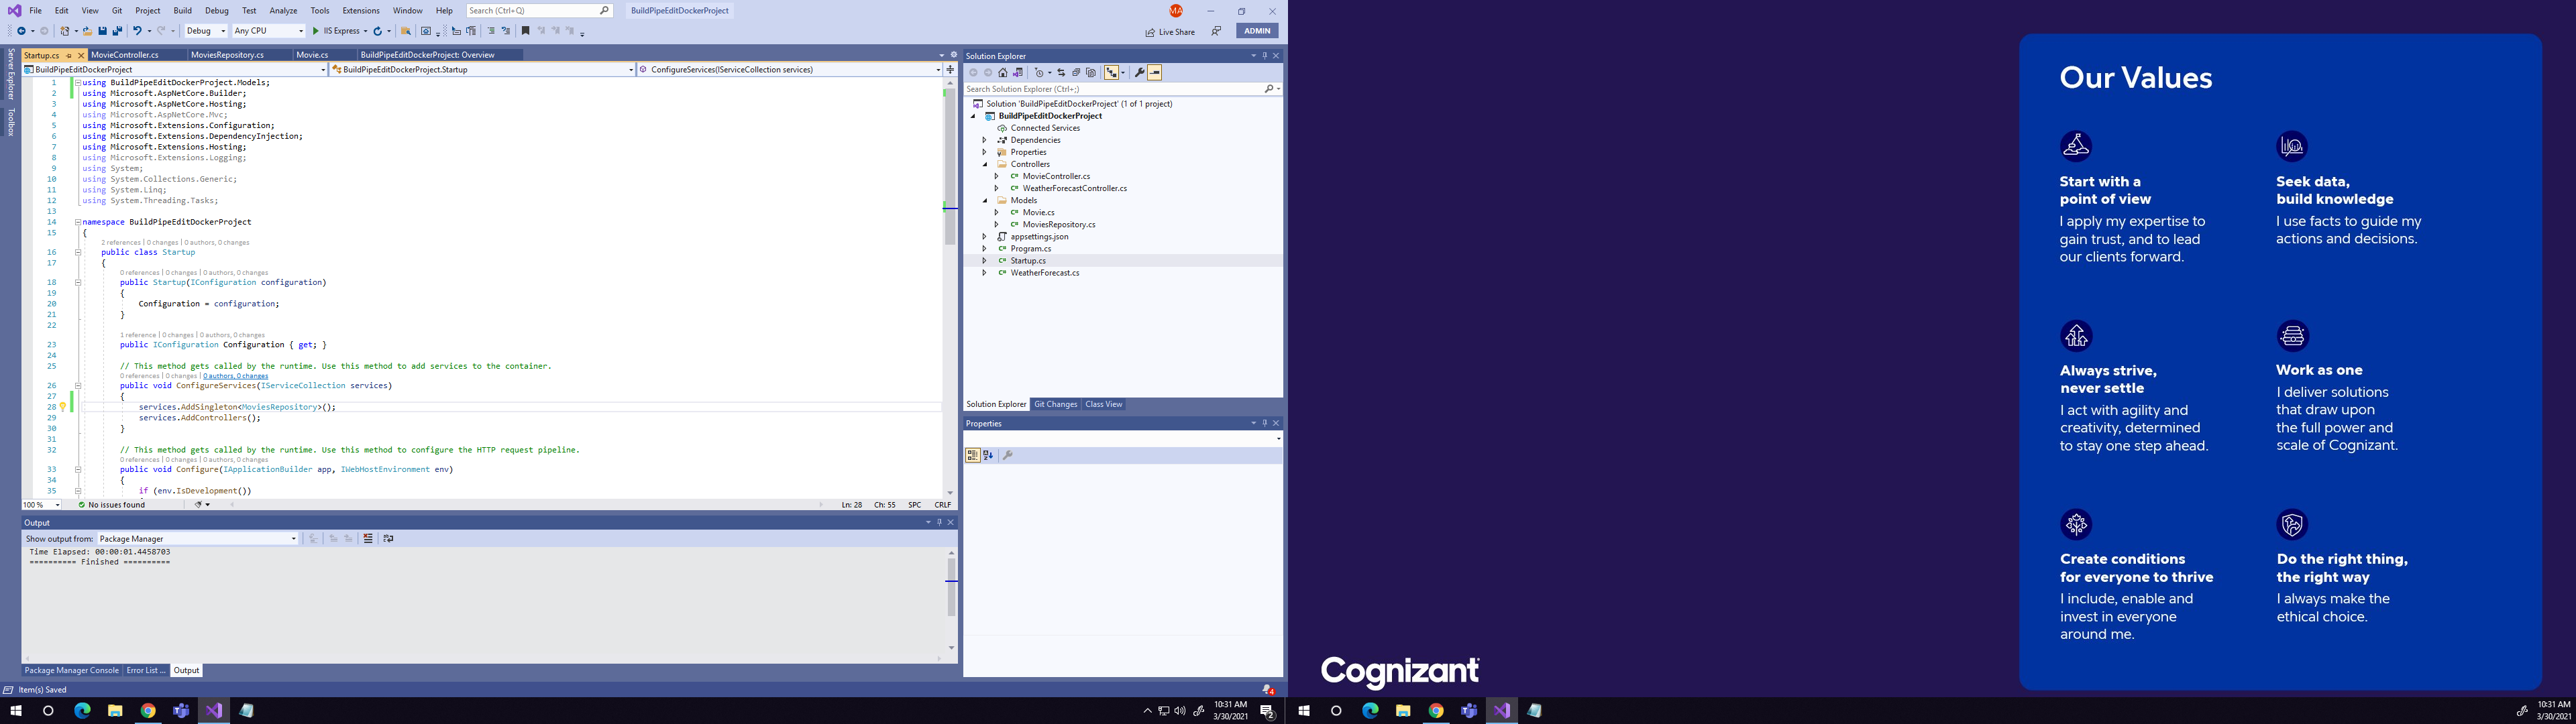 File Edit View Git Project Build Debug Test Analyze Tools Extensions Window Help Search (Ctrl+Q) BuildPipeEditDockerProject MA
Debug Any CPU IIS Express Live Share ADMIN
Server Explorer
Toolbox
Startup.cs MovieController.cs MoviesRepository.cs Movie.cs BuildPipeEditDockerProject: Overview
BuildPipeEditDockerProject BuildPipeEditDockerProject.Startup ConfigureServices(IServiceCollection services)
1 using BuildPipeEditDockerProject.Models;
2 using Microsoft.AspNetCore.Builder;
3 using Microsoft.AspNetCore.Hosting;
4 using Microsoft.AspNetCore.Mvc;
5 using Microsoft.Extensions.Configuration;
6 using Microsoft.Extensions.DependencyInjection;
7 using Microsoft.Extensions.Hosting;
8 using Microsoft.Extensions.Logging;
9 using System;
10 using System.Collections.Generic;
11 using System.Linq;
12 using System.Threading.Tasks;
13
14 namespace BuildPipeEditDockerProject
15 {
2 references | 0 changes | 0 authors, 0 changes
16 public class Startup
17 {
0 references | 0 changes | 0 authors, 0 changes
18 public Startup(IConfiguration configuration)
19 {
20 Configuration = configuration;
21 }
22
1 reference | 0 changes | 0 authors, 0 changes
23 public IConfiguration Configuration { get; }
24
25 // This method gets called by the runtime. Use this method to add services to the container.
0 references | 0 changes | 0 authors, 0 changes
26 public void ConfigureServices(IServiceCollection services)
27 {
28 services.AddSingleton<MoviesRepository>();
29 services.AddControllers();
30 }
31
32 // This method gets called by the runtime. Use this method to configure the HTTP request pipeline.
0 references | 0 changes | 0 authors, 0 changes
33 public void Configure(IApplicationBuilder app, IWebHostEnvironment env)
34 {
35 if (env.IsDevelopment())
100 % No issues found Ln: 28 Ch: 55 SPC CRLF
Output
Show output from: Package Manager
Time Elapsed: 00:00:01.4458703
========== Finished ==========
Package Manager Console Error List ... Output
Item(s) Saved 4
Solution Explorer
Search Solution Explorer (Ctrl+;)
Solution 'BuildPipeEditDockerProject' (1 of 1 project)
BuildPipeEditDockerProject
Connected Services
Dependencies
Properties
Controllers
MovieController.cs
WeatherForecastController.cs
Models
Movie.cs
MoviesRepository.cs
appsettings.json
Program.cs
Startup.cs
WeatherForecast.cs
Solution Explorer Git Changes Class View
Properties
10:31 AM
3/30/2021
2
Our Values
Start with a
point of view
I apply my expertise to
gain trust, and to lead
our clients forward.
Seek data,
build knowledge
I use facts to guide my
actions and decisions.
Always strive,
never settle
I act with agility and
creativity, determined
to stay one step ahead.
Work as one
I deliver solutions
that draw upon
the full power and
scale of Cognizant.
Create conditions
for everyone to thrive
I include, enable and
invest in everyone
around me.
Do the right thing,
the right way
I always make the
ethical choice.
Cognizant
10:31 AM
3/30/2021